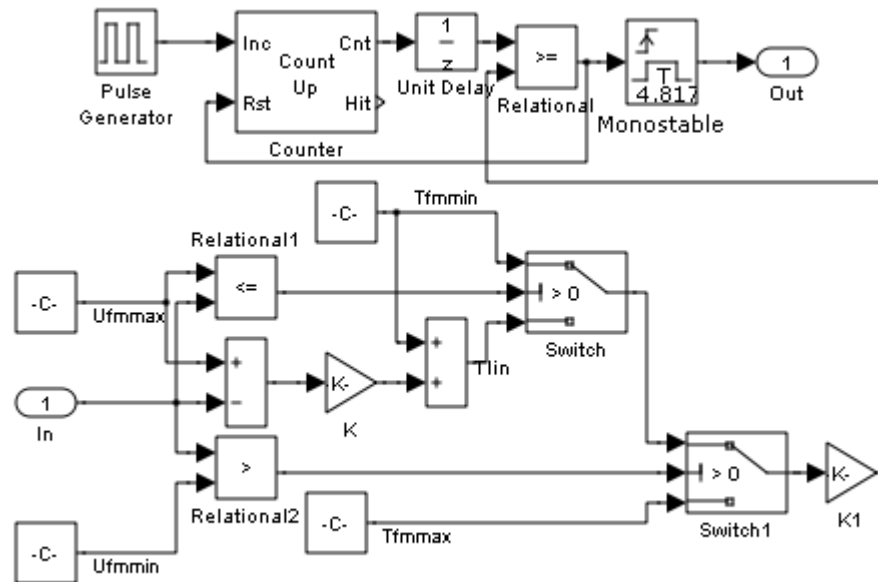 Inc
Cnt
Count
Up
Rst
Hit
Pulse
Generator
Counter
1
z
Unit Delay
>=
Relational
T
4.817
Monostable
1
Out
-C-
Tfmmin
Relational1
-C-
Ufmmax
<=
> 0
Switch
+
−
K-
K
+
+
Tlin
1
In
>
Relational2
-C-
Ufmmin
-C-
Tfmmax
> 0
Switch1
K-
K1